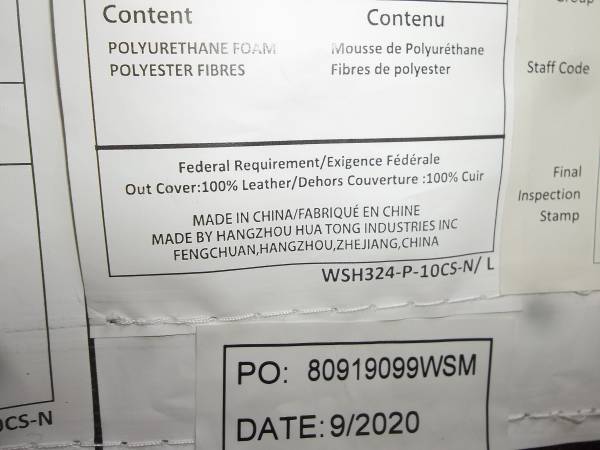 Content Contenu
POLYURETHANE FOAM Mousse de Polyuréthane
POLYESTER FIBRES Fibres de polyester
Federal Requirement/Exigence Fédérale
Out Cover:100% Leather/Dehors Couverture :100% Cuir
MADE IN CHINA/FABRIQUÉ EN CHINE
MADE BY HANGZHOU HUA TONG INDUSTRIES INC
FENGCHUAN,HANGZHOU,ZHEJIANG,CHINA
WSH324-P-10CS-N/ L
Group
Staff Code
Final
Inspection
Stamp
0CS-N
PO: 80919099WSM
DATE: 9/2020